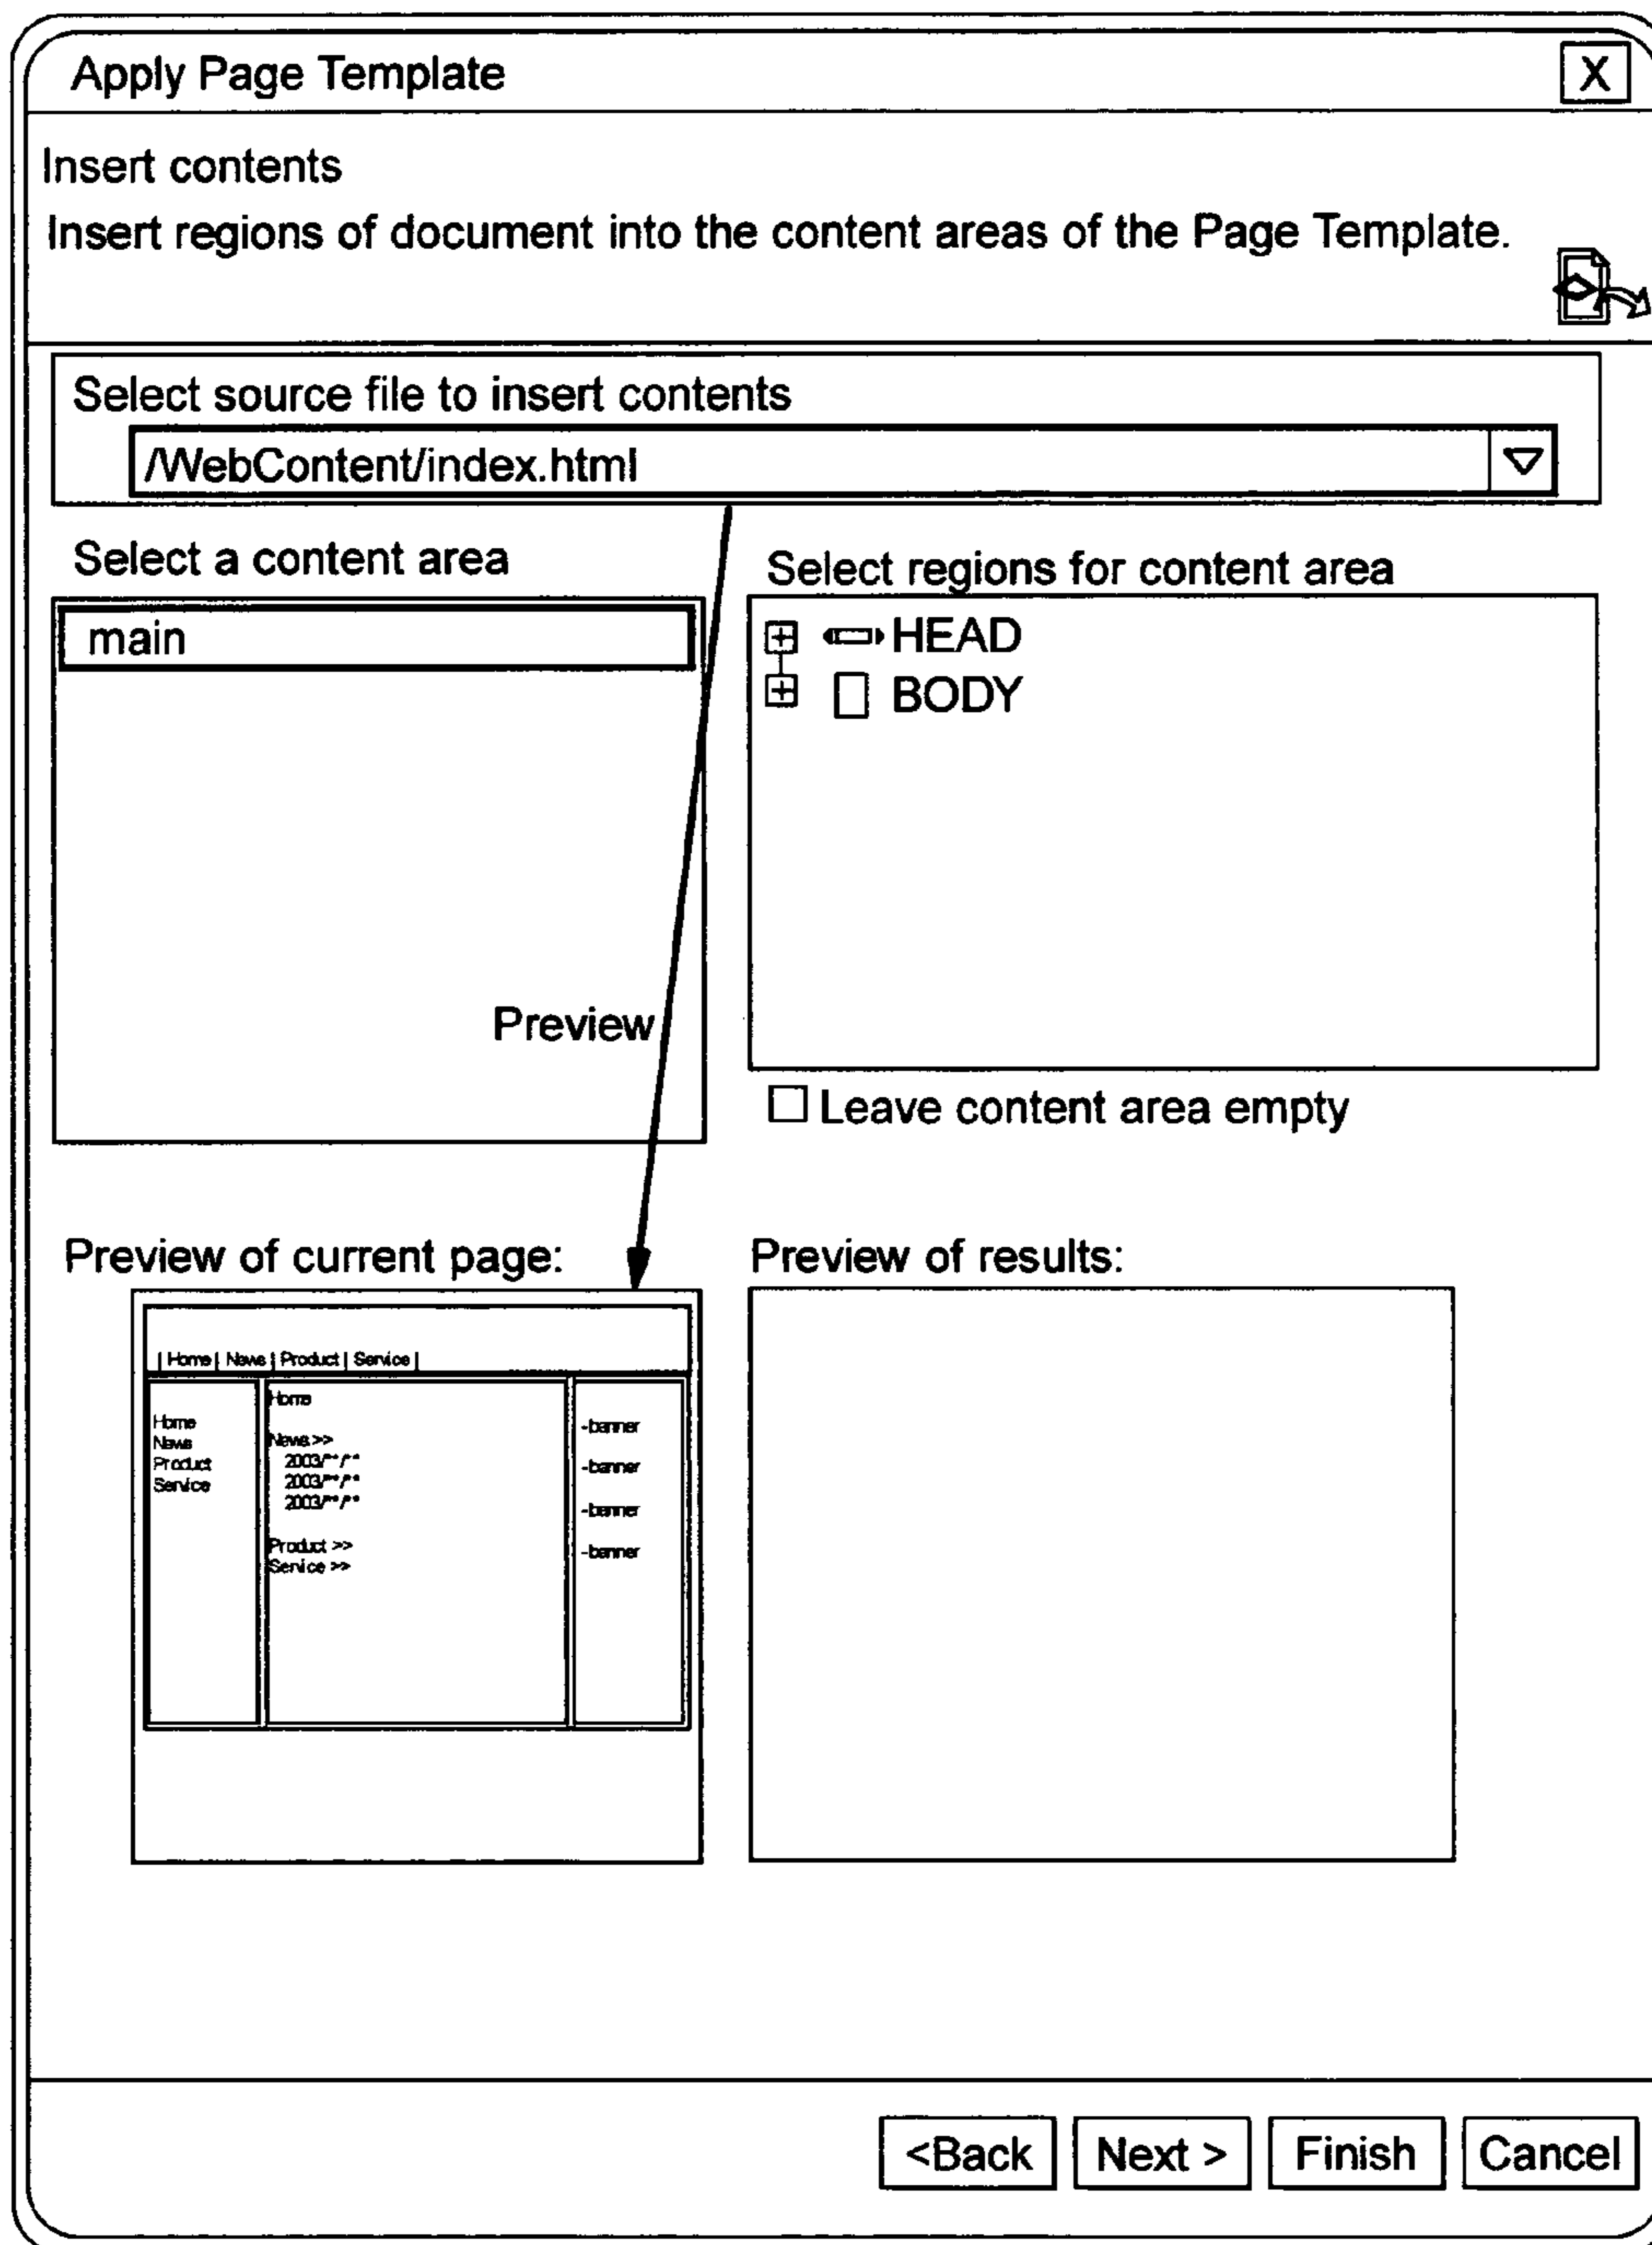 Apply Page Template
X
Insert contents
Insert regions of document into the content areas of the Page Template.
Select source file to insert contents
/WebContent/index.html
Select a content area
main
Select regions for content area
HEAD
BODY
Preview
Leave content area empty
Preview of current page:
| Home | News | Product | Service |
Home
News
Product
Service
Home
News >>
2003/**/**
2003/**/**
2003/**/**
Product >>
Service >>
-banner
-banner
-banner
-banner
Preview of results:
<Back
Next >
Finish
Cancel